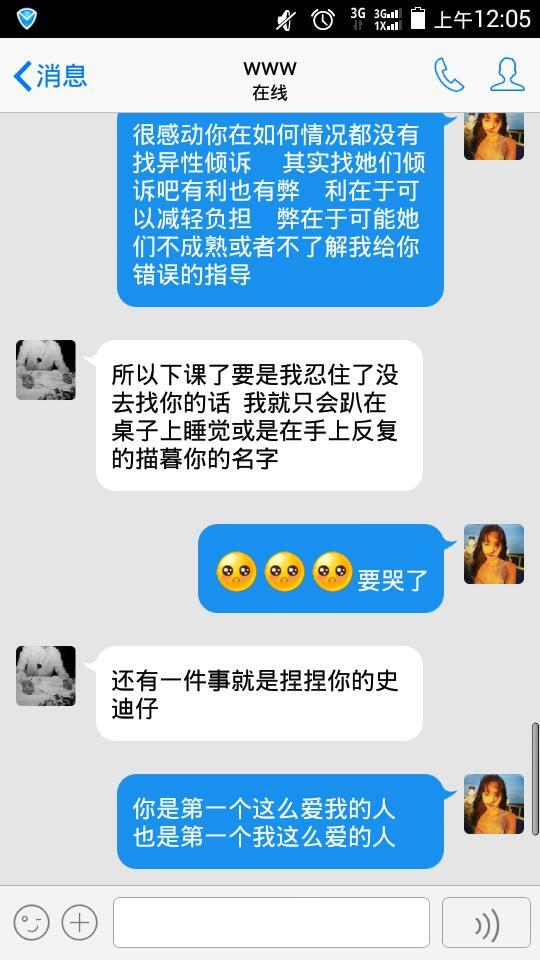 3G
3G
1X
上午12:05
消息
www
在线
很感动你在如何情况都没有
找异性倾诉 其实找她们倾
诉吧有利也有弊 利在于可
以减轻负担 弊在于可能她
们不成熟或者不了解我给你
错误的指导
所以下课了要是我忍住了没
去找你的话 我就只会趴在
桌子上睡觉或是在手上反复
的描暮你的名字
要哭了
还有一件事就是捏捏你的史
迪仔
你是第一个这么爱我的人
也是第一个我这么爱的人